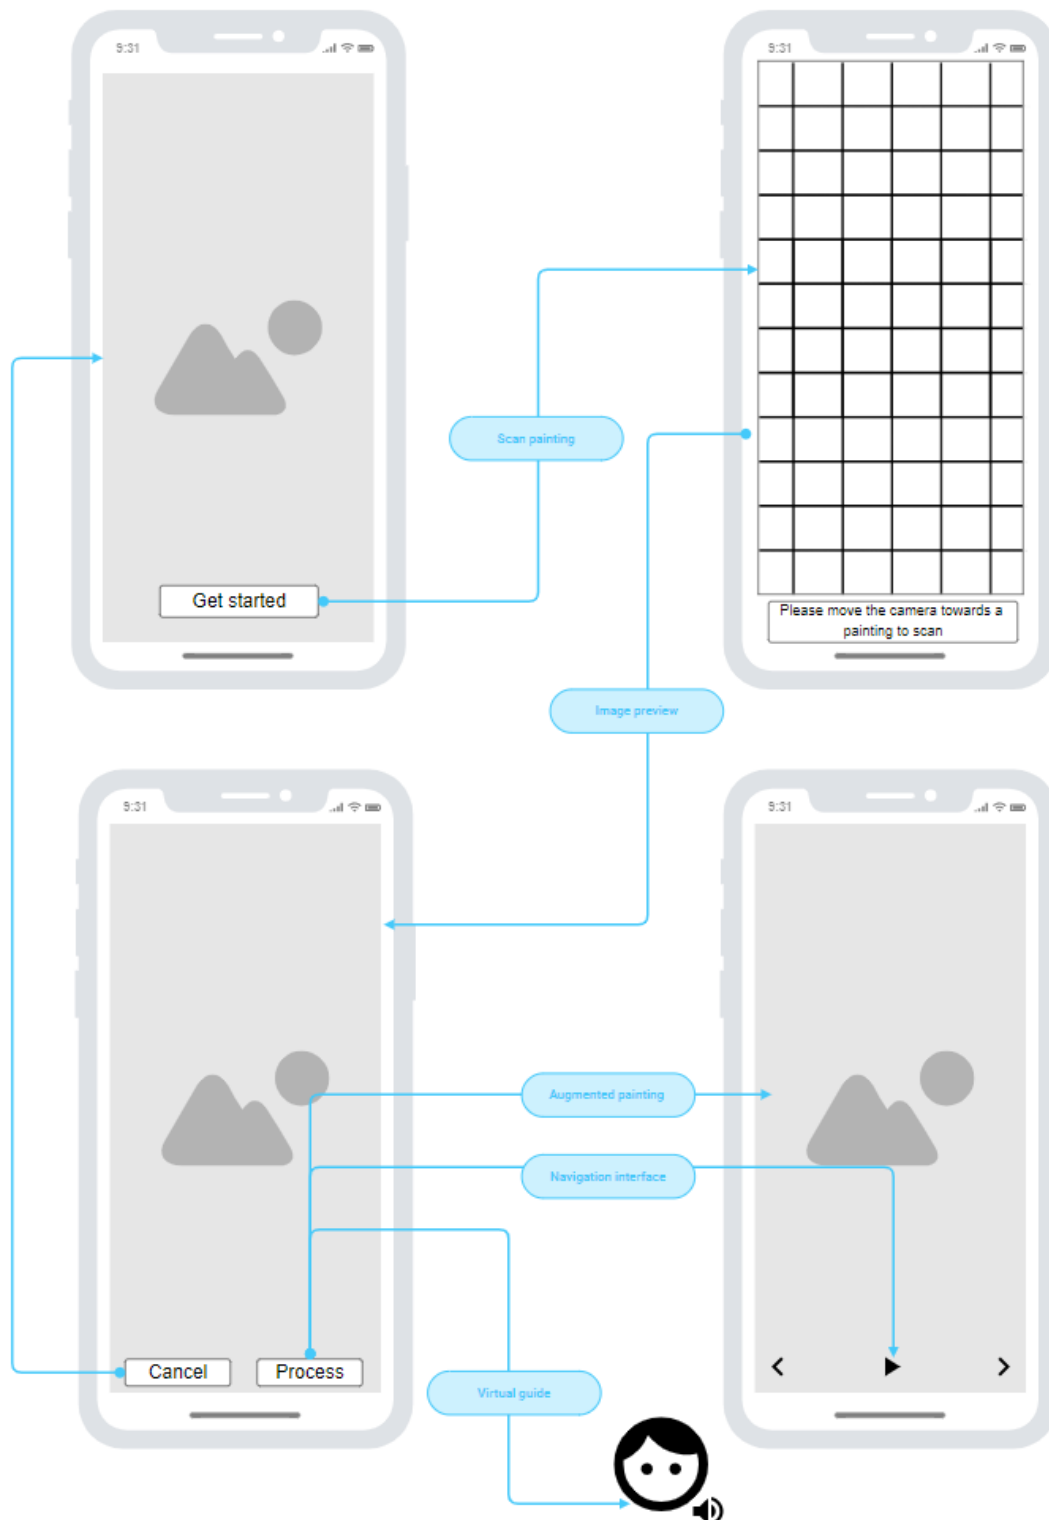 9:31
9:31
Scan painting
Get started
Please move the camera towards a
painting to scan
Image preview
9:31
9:31
Augmented painting
Navigation interface
Cancel
Process
Virtual guide